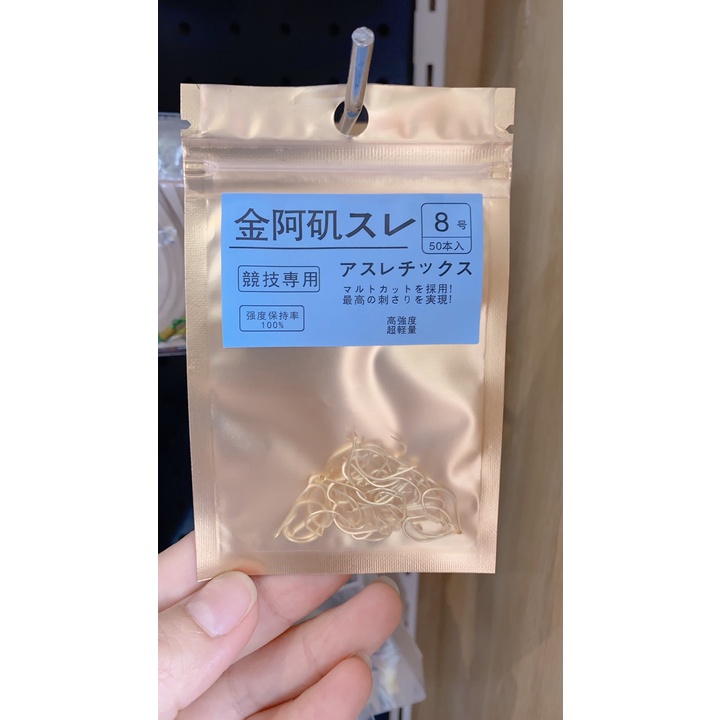 金阿矶スレ
8号
50本入
競技専用
アスレチックス
マルトカットを採用!
最高の刺さりを実現!
强度保持率
100%
高強度
超軽量